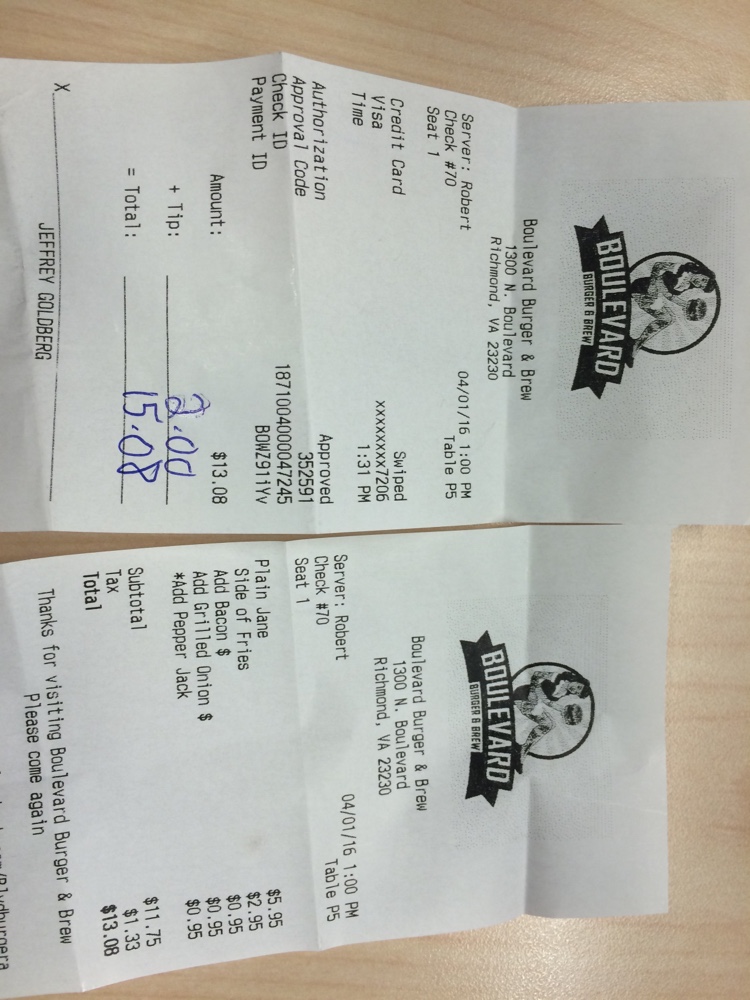 BOULEVARD
BURGER & BREW
Boulevard Burger & Brew
1300 N. Boulevard
Richmond, VA 23230
Server: Robert 04/01/16 1:00 PM
Check #70 Table P5
Seat 1
Credit Card Swiped
Visa xxxxxxxx7206
Time 1:31 PM
Authorization Approved
Approval Code 352591
Check ID 1871004000047245
Payment ID
Amount: $13.08
+ Tip: 2.00
= Total: 15.08
X
JEFFREY GOLDBERG
BOULEVARD
BURGER & BREW
Boulevard Burger & Brew
1300 N. Boulevard
Richmond, VA 23230
Server: Robert 04/01/16 1:00 PM
Check #70 Table P5
Seat 1
Plain Jane $5.95
Side of Fries $2.95
Add Bacon $ $0.95
Add Grilled Onion $ $0.95
*Add Pepper Jack $0.95
Subtotal $11.75
Tax $1.33
Total $13.08
Thanks for visiting Boulevard Burger & Brew
Please come again